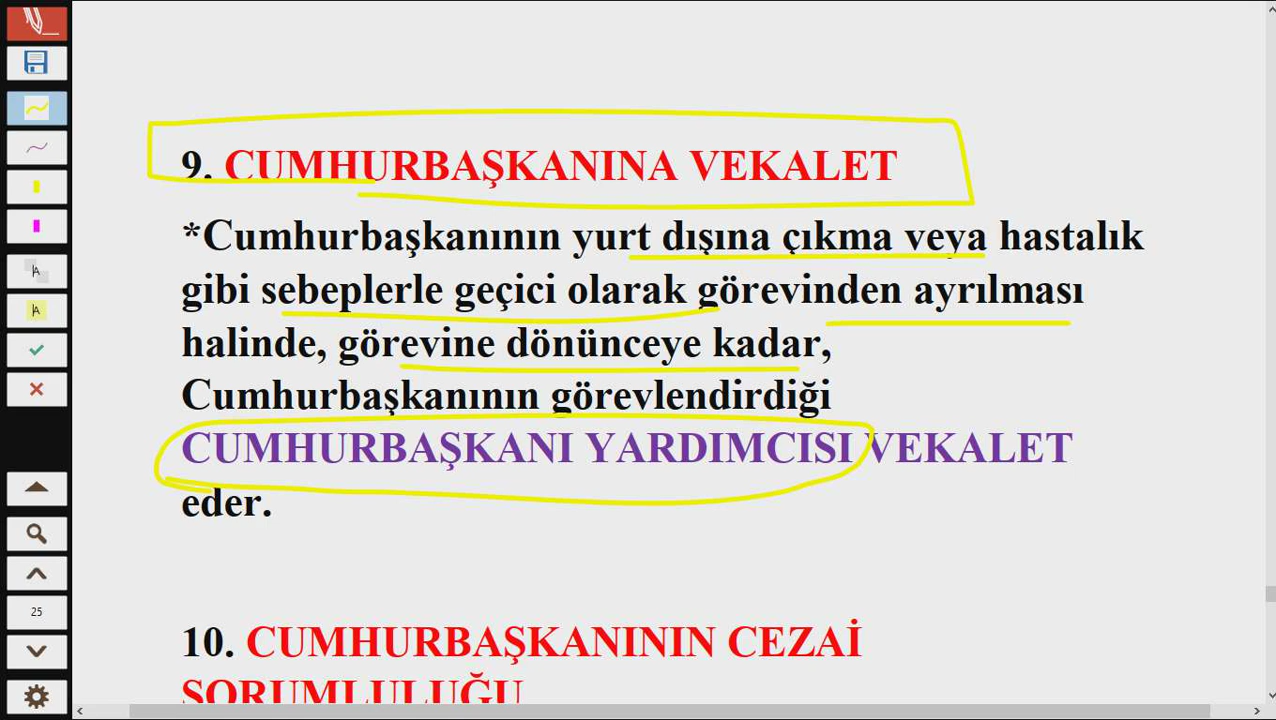 9. CUMHURBAŞKANINA VEKALET
*Cumhurbaşkanının yurt dışına çıkma veya hastalık
gibi sebeplerle geçici olarak görevinden ayrılması
halinde, görevine dönünceye kadar,
Cumhurbaşkanının görevlendirdiği
CUMHURBAŞKANI YARDIMCISI VEKALET
eder.
10. CUMHURBAŞKANININ CEZAİ
SORUMLULUĞU
25